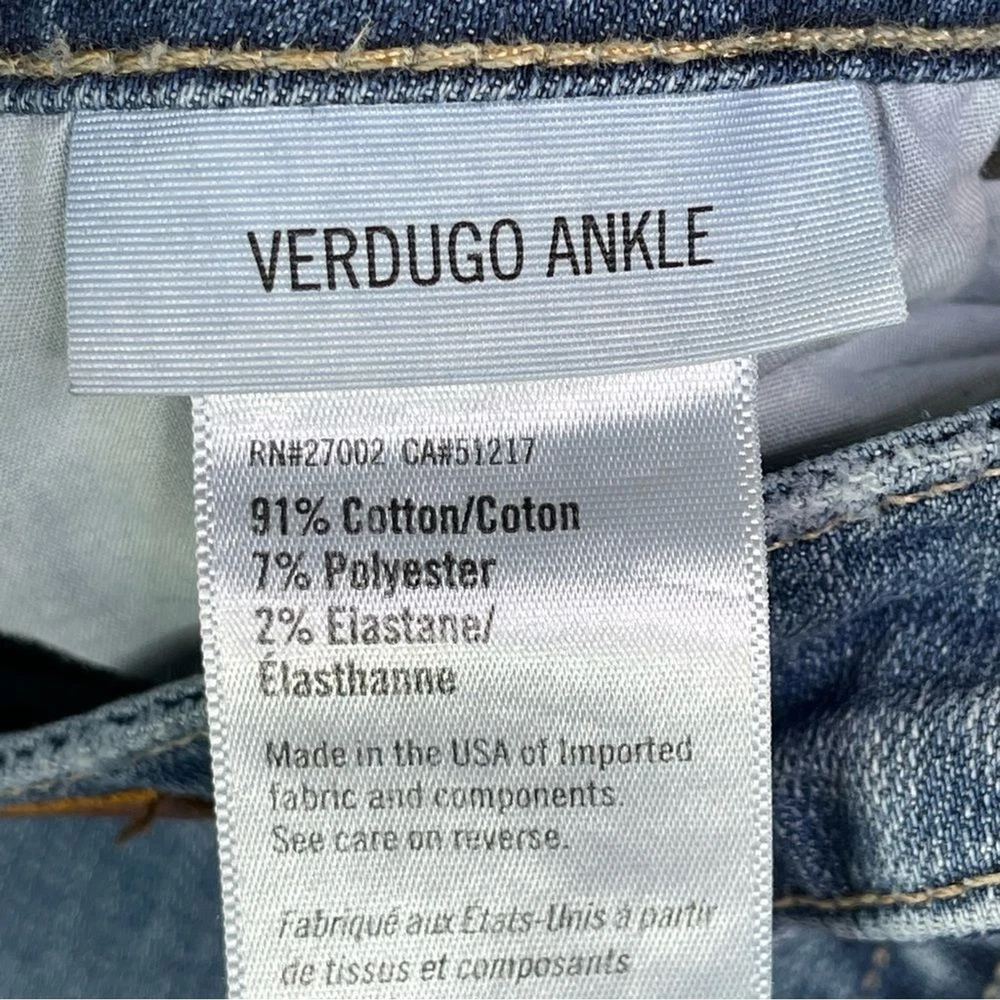 VERDUGO ANKLE
RN#27002 CA#51217
91% Cotton/Coton
7% Polyester
2% Elastane/
Élasthanne
Made in the USA of Imported
fabric and components.
See care on reverse.
Fabriqué aux États-Unis à partir
de tissus et composants